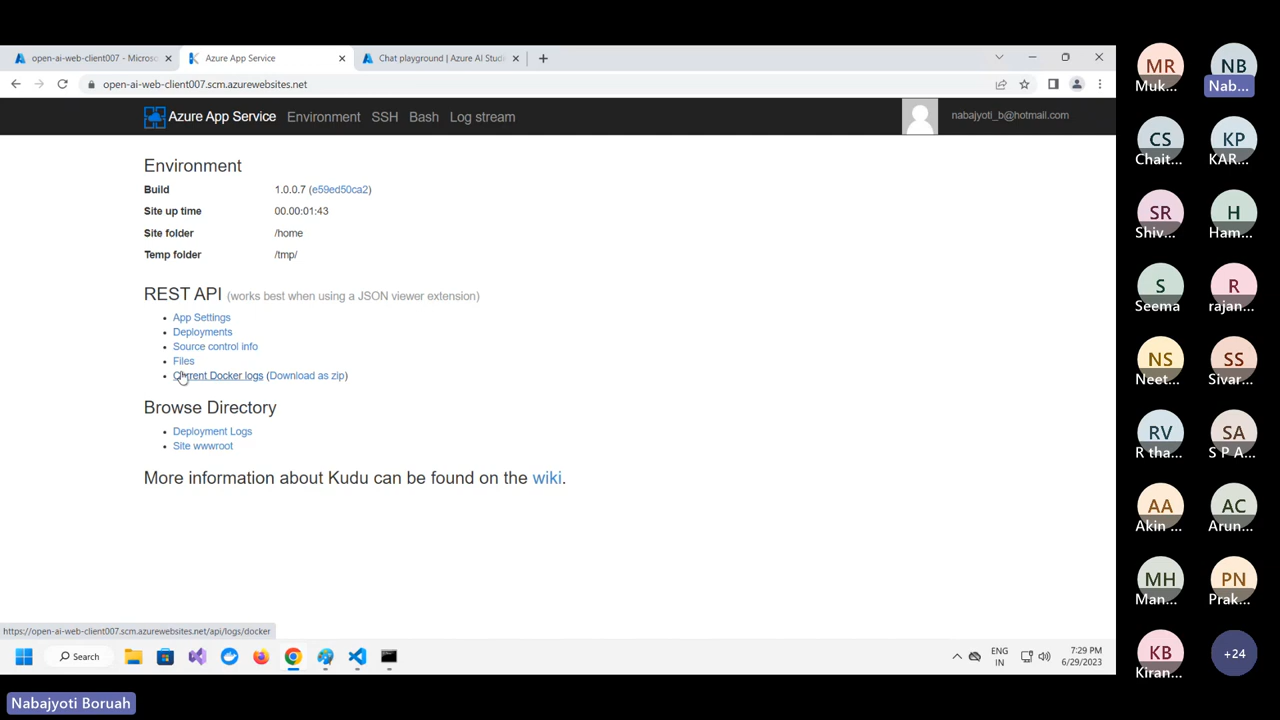 open-ai-web-client007 - Micros
Azure App Service
Chat playground | Azure AI Studi
open-ai-web-client007.scm.azurewebsites.net
Azure App Service Environment SSH Bash Log stream nabajyoti_b@hotmail.com
Environment
Build 1.0.0.7 (e59ed50ca2)
Site up time 00.00:01:43
Site folder /home
Temp folder /tmp/
REST API (works best when using a JSON viewer extension)
App Settings
Deployments
Source control info
Files
Current Docker logs (Download as zip)
Browse Directory
Deployment Logs
Site wwwroot
More information about Kudu can be found on the wiki.
https://open-ai-web-client007.scm.azurewebsites.net/api/logs/docker
Search
ENG
IN
7:29 PM
6/29/2023
Nabajyoti Boruah
MR NB
Muk... Nab...
CS KP
Chait... KAR...
SR H
Shiv... Ham...
S R
Seema rajan...
NS SS
Neet... Sivar...
RV SA
R tha... S P A...
AA AC
Akin ... Arun...
MH PN
Man... Prak...
KB +24
Kiran...